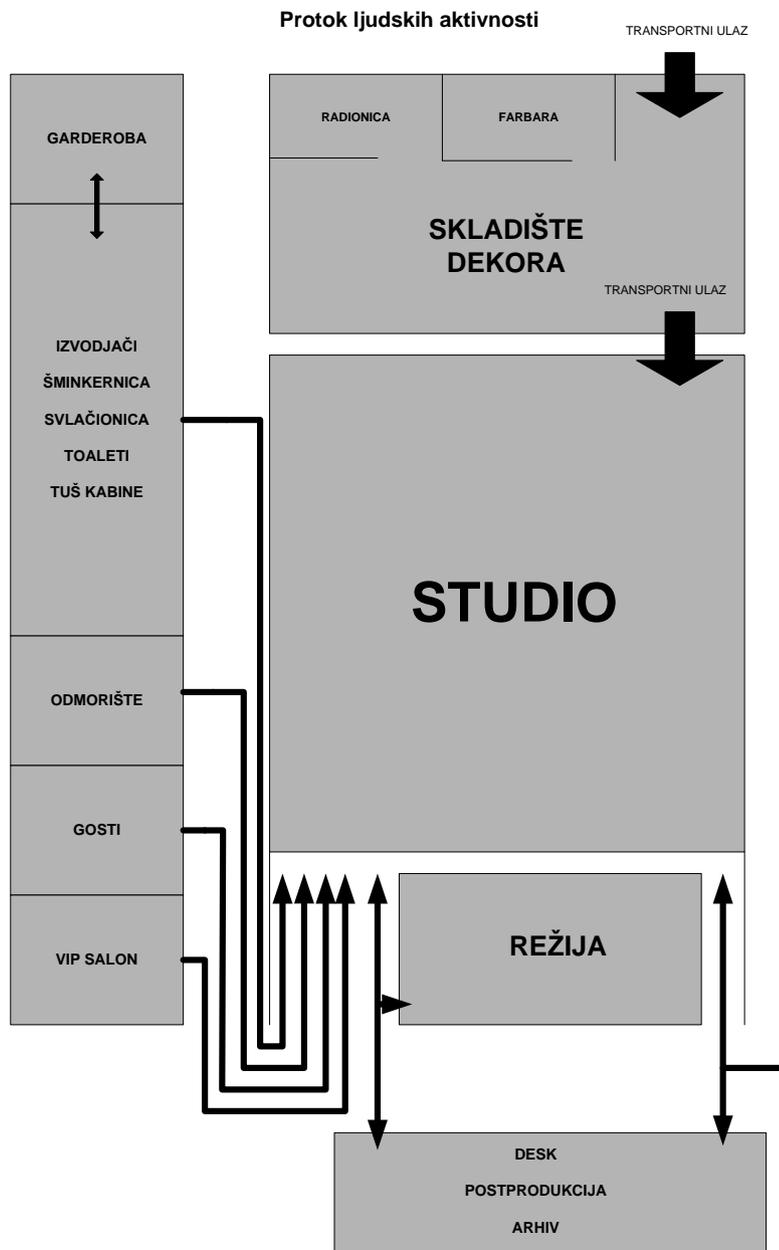 Protok ljudskih aktivnosti
TRANSPORTNI ULAZ
GARDEROBA
RADIONICA
FARBARA
SKLADIŠTE
DEKORA
TRANSPORTNI ULAZ
IZVODJAČI
ŠMINKERNICA
SVLAČIONICA
TOALETI
TUŠ KABINE
STUDIO
ODMORIŠTE
GOSTI
VIP SALON
REŽIJA
DESK
POSTPRODUKCIJA
ARHIV